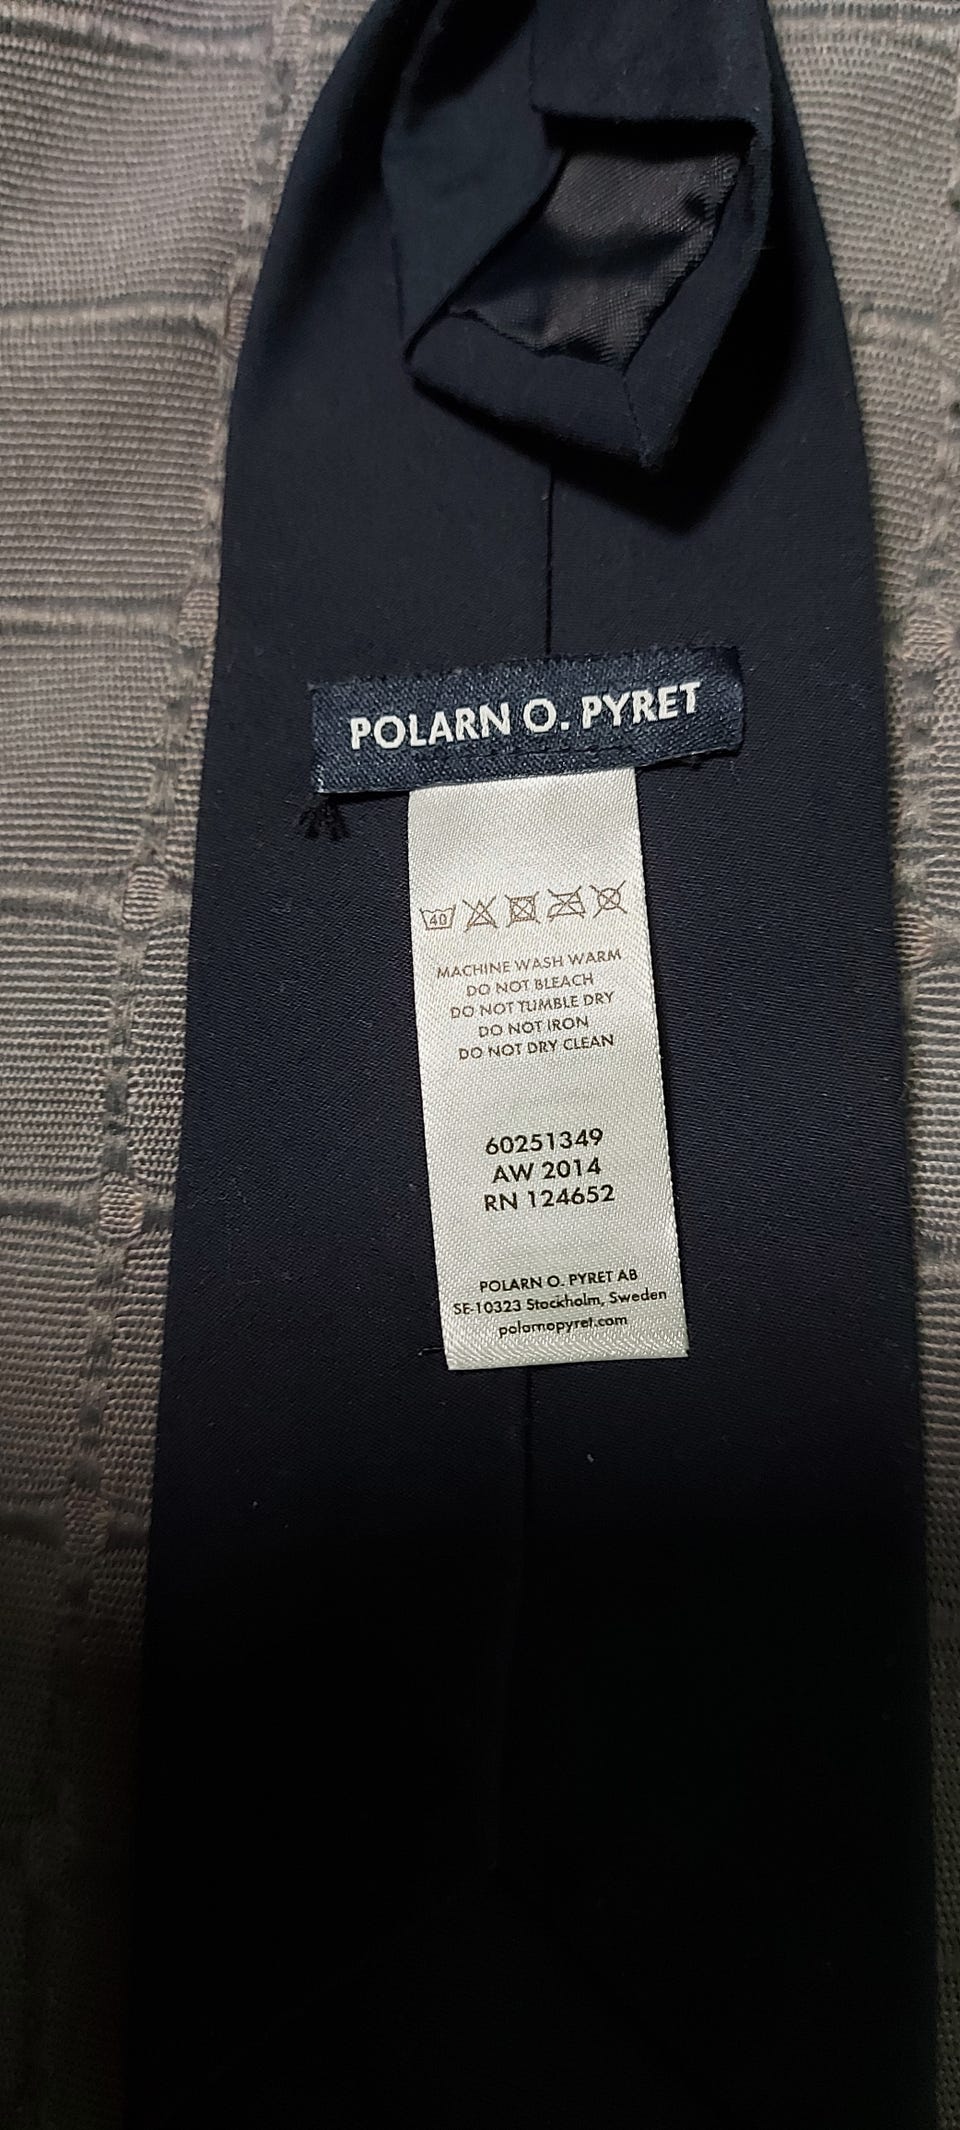 POLARN O. PYRET
40
MACHINE WASH WARM
DO NOT BLEACH
DO NOT TUMBLE DRY
DO NOT IRON
DO NOT DRY CLEAN
60251349
AW 2014
RN 124652
POLARN O. PYRET AB
SE-10323 Stockholm, Sweden
polarnopyret.com